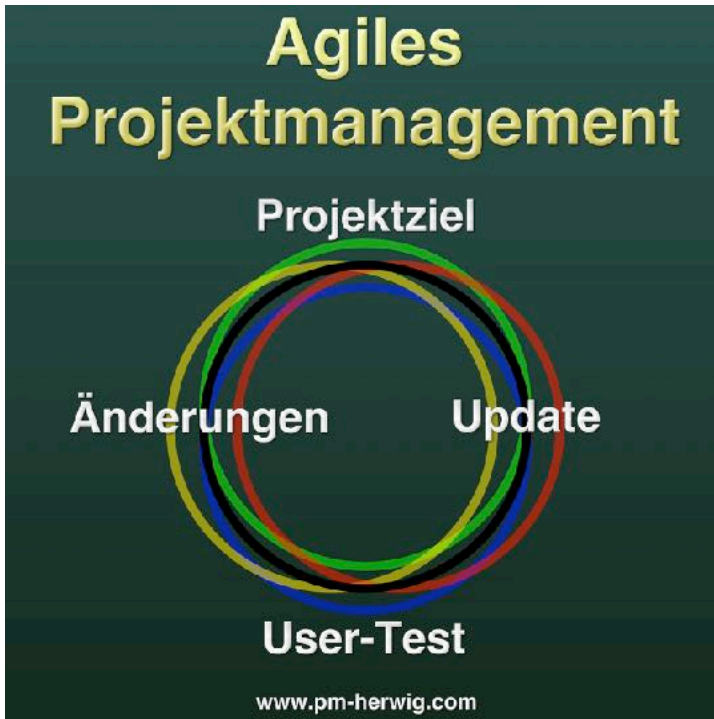 Agiles
Projektmanagement
Projektziel
Änderungen
Update
User-Test
www.pm-herwig.com